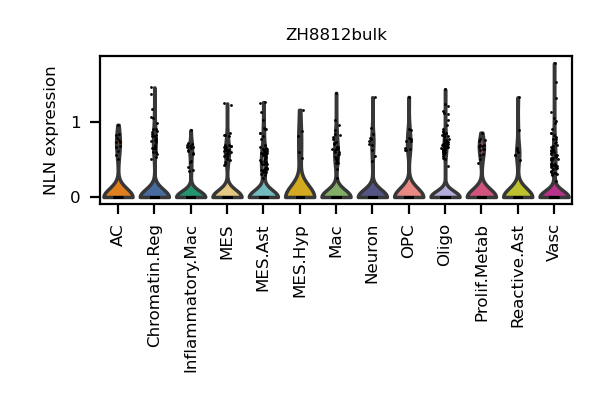 ZH8812bulk
NLN expression
1
0
AC
Chromatin.Reg
Inflammatory.Mac
MES
MES.Ast
MES.Hyp
Mac
Neuron
OPC
Oligo
Prolif.Metab
Reactive.Ast
Vasc